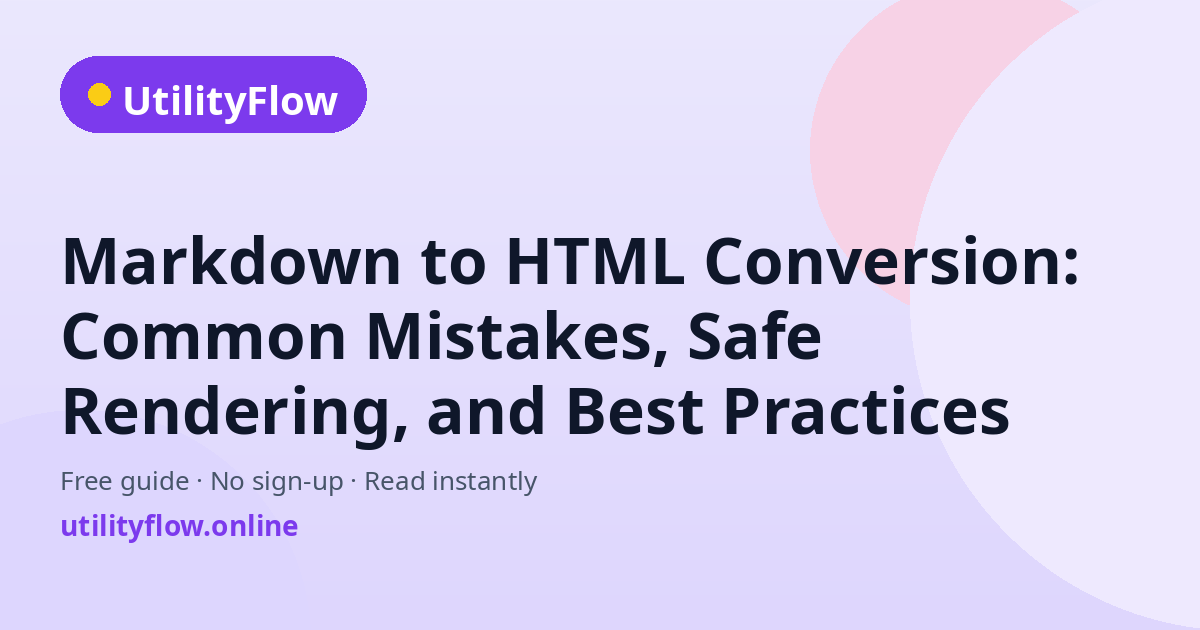 UtilityFlow
Markdown to HTML Conversion:
Common Mistakes, Safe
Rendering, and Best Practices
Free guide · No sign-up · Read instantly
utilityflow.online